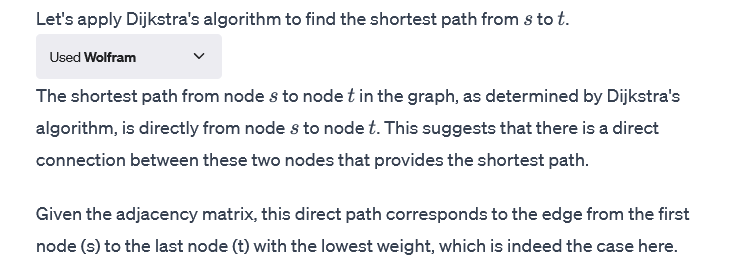 Let's apply Dijkstra's algorithm to find the shortest path from s to t.
Used Wolfram
The shortest path from node s to node t in the graph, as determined by Dijkstra's
algorithm, is directly from node s to node t. This suggests that there is a direct
connection between these two nodes that provides the shortest path.
Given the adjacency matrix, this direct path corresponds to the edge from the first
node (s) to the last node (t) with the lowest weight, which is indeed the case here.